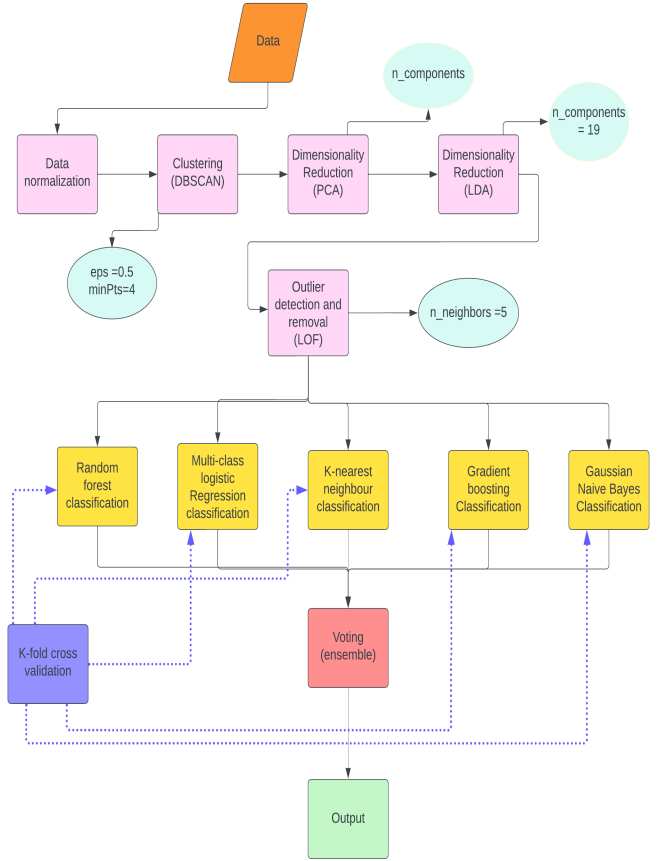 Data
n_components
n_components
= 19
Data
normalization
Clustering
(DBSCAN)
Dimensionality
Reduction
(PCA)
Dimensionality
Reduction
(LDA)
eps =0.5
minPts=4
Outlier
detection and
removal
(LOF)
n_neighbors =5
Random
forest
classification
Multi-class
logistic
Regression
classification
K-nearest
neighbour
classification
Gradient
boosting
Classification
Gaussian
Naive Bayes
Classification
K-fold cross
validation
Voting
(ensemble)
Output